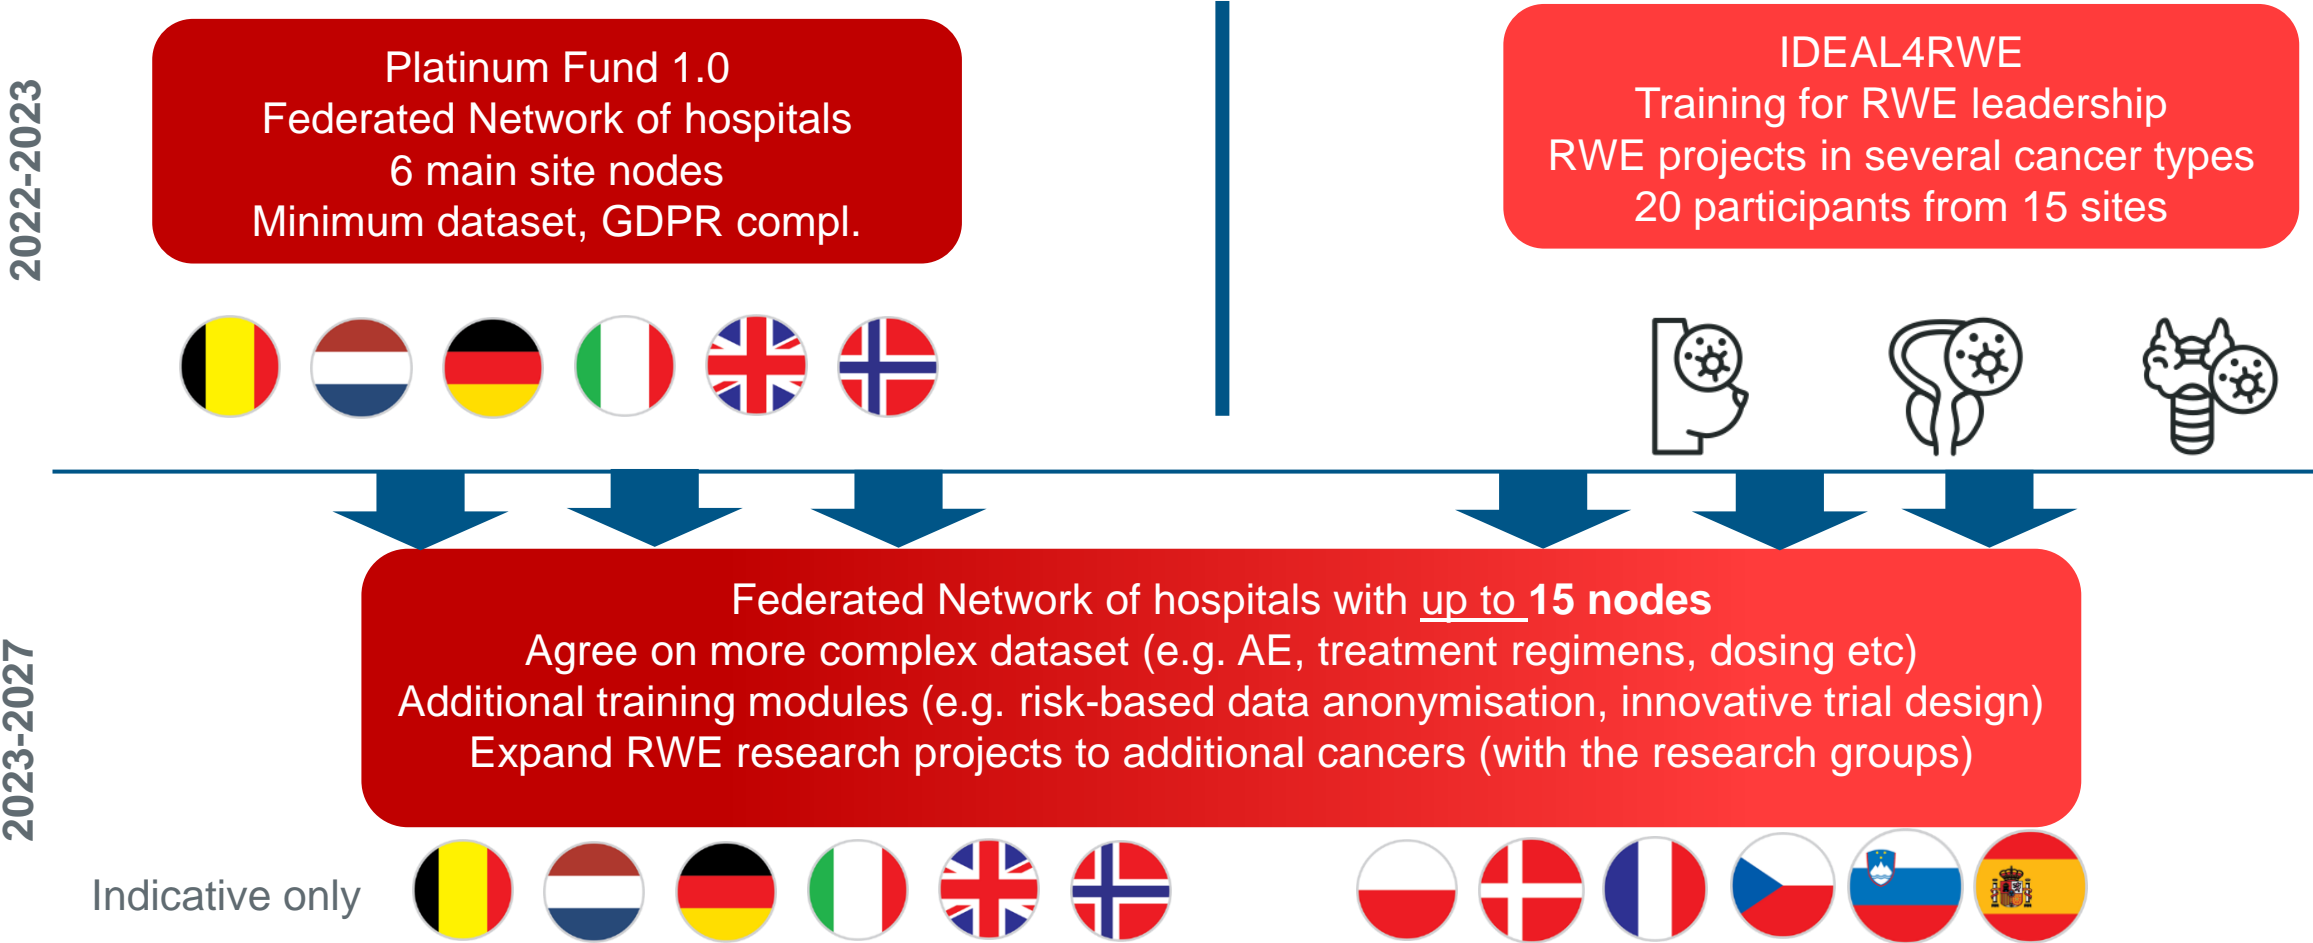 2022-2023
Platinum Fund 1.0
Federated Network of hospitals
6 main site nodes
Minimum dataset, GDPR compl.
IDEAL4RWE
Training for RWE leadership
RWE projects in several cancer types
20 participants from 15 sites
2023-2027
Federated Network of hospitals with up to 15 nodes
Agree on more complex dataset (e.g. AE, treatment regimens, dosing etc)
Additional training modules (e.g. risk-based data anonymisation, innovative trial design)
Expand RWE research projects to additional cancers (with the research groups)
Indicative only